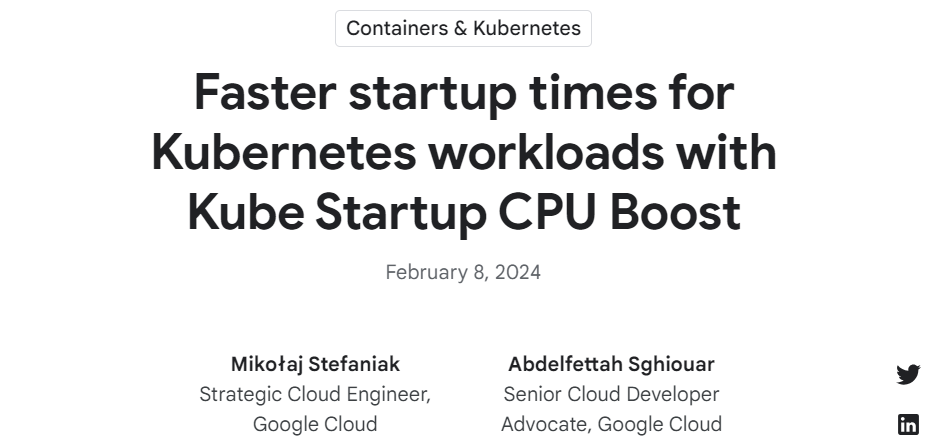 Containers & Kubernetes
Faster startup times for
Kubernetes workloads with
Kube Startup CPU Boost
February 8, 2024
Mikołaj Stefaniak
Strategic Cloud Engineer,
Google Cloud
Abdelfettah Sghiouar
Senior Cloud Developer
Advocate, Google Cloud
in